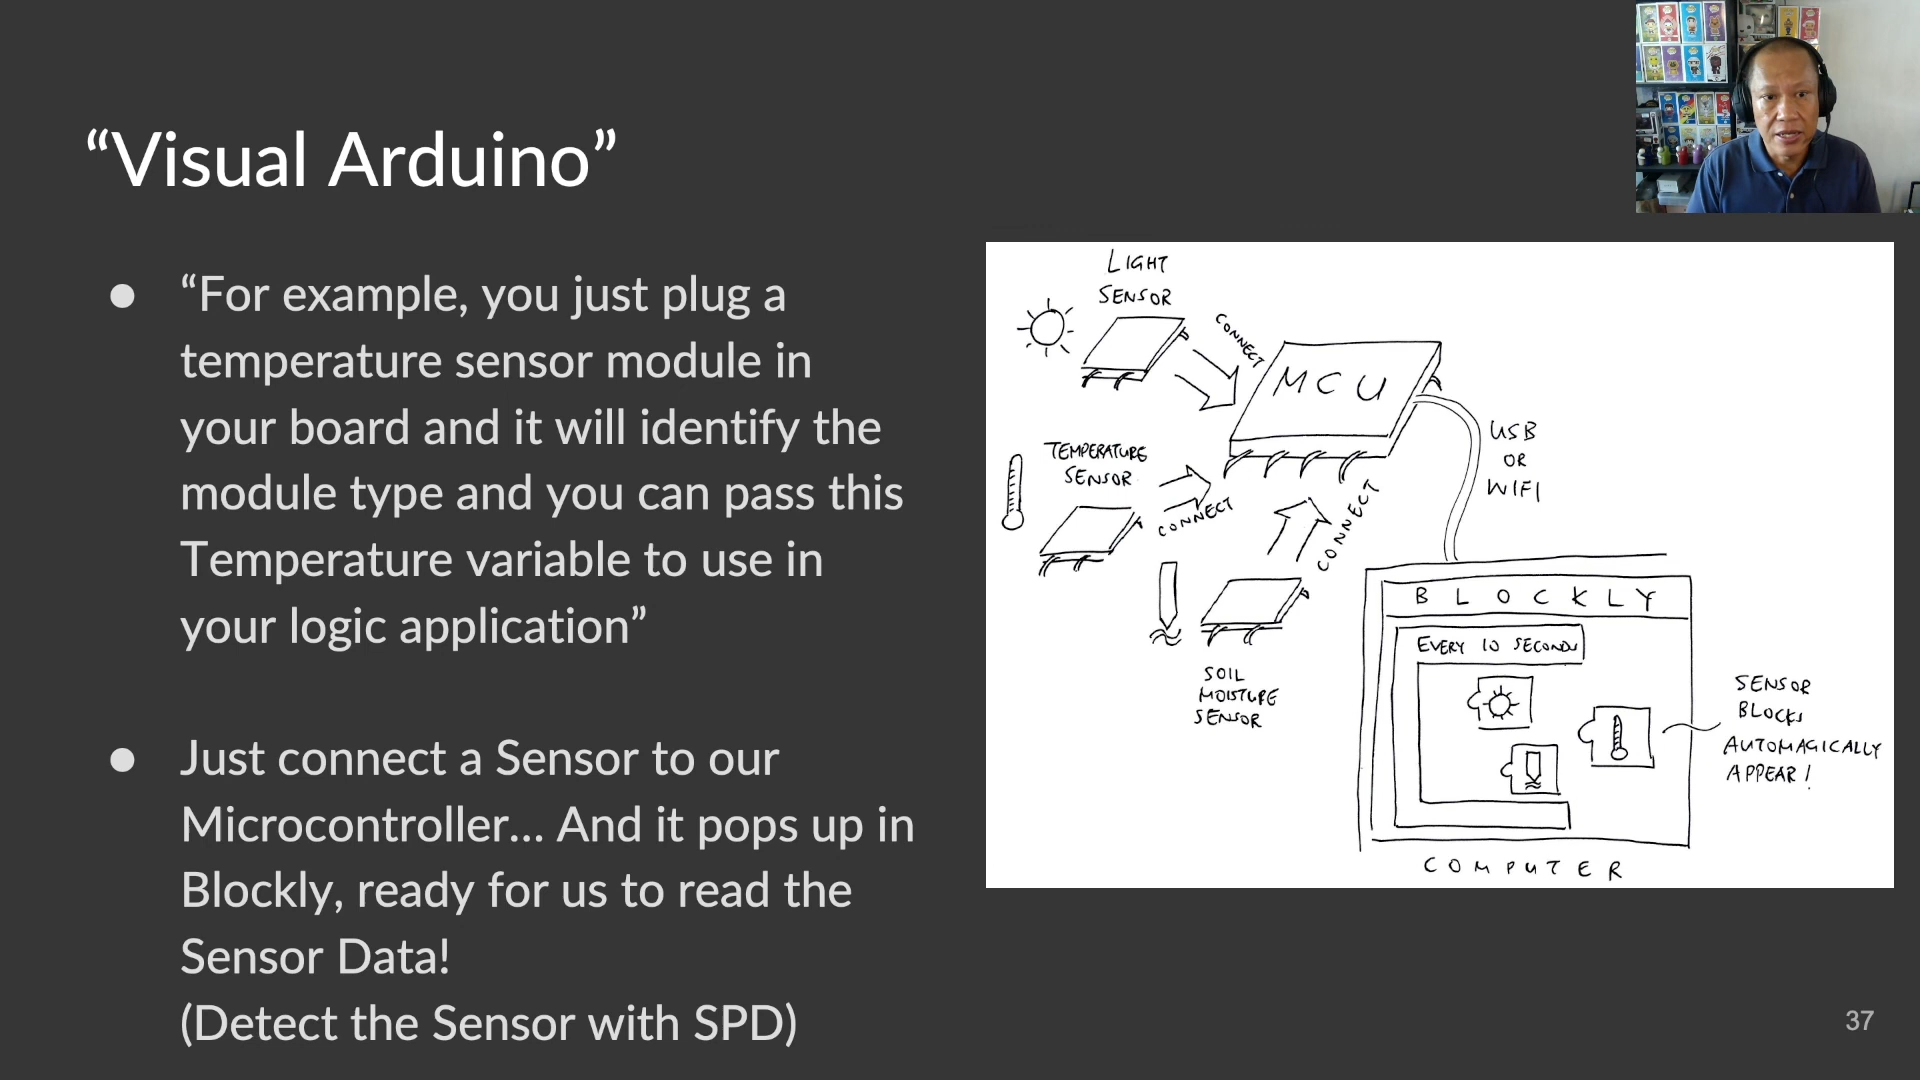 “Visual Arduino”
● “For example, you just plug a
temperature sensor module in
your board and it will identify the
module type and you can pass this
Temperature variable to use in
your logic application”
● Just connect a Sensor to our
Microcontroller... And it pops up in
Blockly, ready for us to read the
Sensor Data!
(Detect the Sensor with SPD)
LIGHT
SENSOR
CONNECT
MCU
TEMPERATURE
SENSOR
CONNECT
CONNECT
SOIL
MOISTURE
SENSOR
USB
OR
WIFI
BLOCKLY
EVERY 10 SECONDS
SENSOR
BLOCKS
AUTOMAGICALLY
APPEAR!
COMPUTER
37